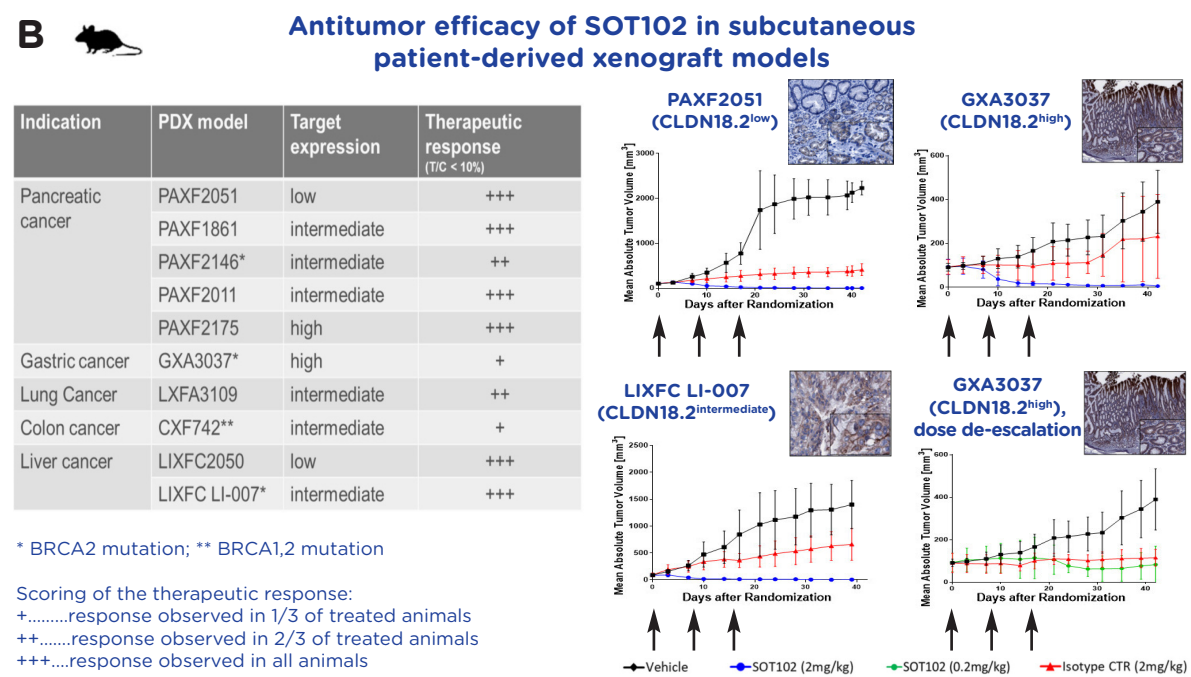 B
Antitumor efficacy of SOT102 in subcutaneous
patient-derived xenograft models
Indication PDX model Target expression Therapeutic response (T/C < 10%)
Pancreatic cancer PAXF2051 low +++
PAXF1861 intermediate +++
PAXF2146* intermediate ++
PAXF2011 intermediate +++
PAXF2175 high +++
Gastric cancer GXA3037* high +
Lung Cancer LXFA3109 intermediate ++
Colon cancer CXF742** intermediate +
Liver cancer LIXFC2050 low +++
LIXFC LI-007* intermediate +++
* BRCA2 mutation; ** BRCA1,2 mutation
Scoring of the therapeutic response:
+.........response observed in 1/3 of treated animals
++.......response observed in 2/3 of treated animals
+++....response observed in all animals
PAXF2051
(CLDN18.2low)
Mean Absolute Tumor Volume [mm³]
3000
2000
1000
0
0 10 20 30 40
Days after Randomization
GXA3037
(CLDN18.2high)
Mean Absolute Tumor Volume [mm³]
600
400
200
0
0 10 20 30 40
Days after Randomization
LIXFC LI-007
(CLDN18.2intermediate)
Mean Absolute Tumor Volume [mm³]
2500
2000
1500
1000
500
0
0 10 20 30 40
Days after Randomization
GXA3037
(CLDN18.2high),
dose de-escalation
Mean Absolute Tumor Volume [mm³]
600
400
200
0
0 10 20 30 40
Days after Randomization
Vehicle SOT102 (2mg/kg) SOT102 (0.2mg/kg) Isotype CTR (2mg/kg)